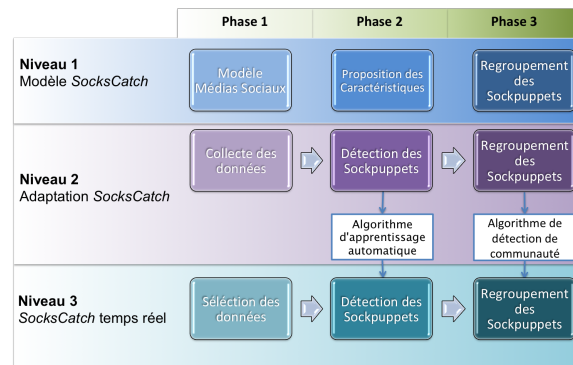 Phase 1
Phase 2
Phase 3
Niveau 1
Modèle SocksCatch
Modèle
Médias Sociaux
Proposition des
Caractéristiques
Regroupement
des
Sockpuppets
Niveau 2
Adaptation SocksCatch
Collecte des
données
Détection des
Sockpuppets
Regroupement
des
Sockpuppets
Algorithme
d'apprentissage
automatique
Algorithme de
détection de
communauté
Niveau 3
SocksCatch temps réel
Séléction des
données
Détection des
Sockpuppets
Regroupement
des
Sockpuppets